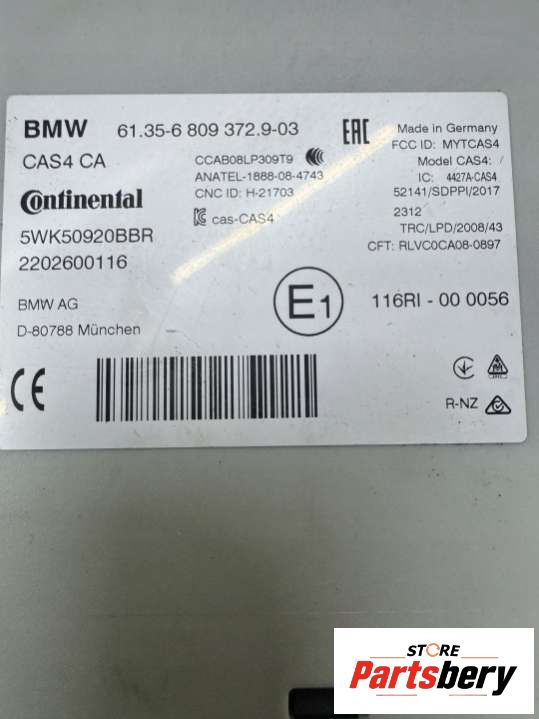 BMW 61.35-6 809 372.9-03
CAS4 CA
Continental
5WK50920BBR
2202600116
BMW AG
D-80788 München
CCAB08LP309T9
ANATEL-1888-08-4743
CNC ID: H-21703
cas-CAS4
EAC
Made in Germany
FCC ID: MYTCAS4
Model CAS4: /
IC: 4427A-CAS4
52141/SDPPI/2017
2312
TRC/LPD/2008/43
CFT: RLVC0CA08-0897
E1
116RI - 00 0056
CE
R-NZ
STORE
Partsbery